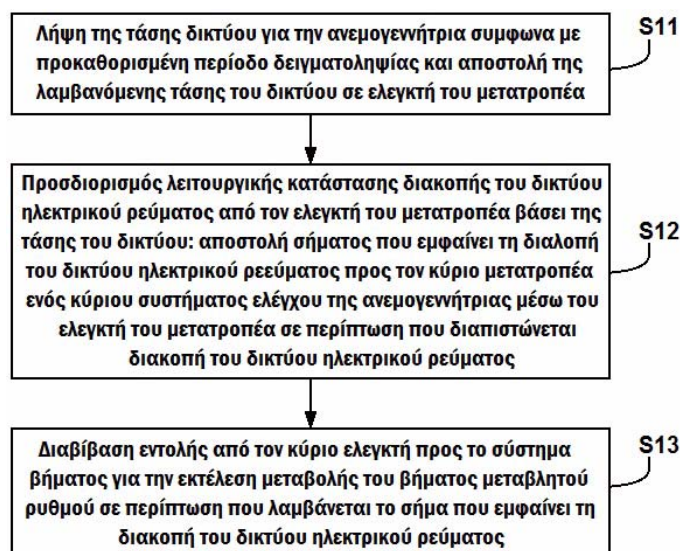 Λήψη της τάσης δικτύου για την ανεμογεννήτρια συμφωνα με
προκαθορισμένη περίοδο δειγματοληψίας και αποστολή της
λαμβανόμενης τάσης του δικτύου σε ελεγκτή του μετατροπέα
S11
Προσδιορισμός λειτουργικής κατάστασης διακοπής του δικτύου
ηλεκτρικού ρεύματος από τον ελεγκτή του μετατροπέα βάσει της
τάσης του δικτύου: αποστολή σήματος που εμφαίνει τη διαλοπή
του δικτύου ηλεκτρικού ρεεύματος προς τον κύριο μετατροπέα
ενός κύριου συστήματος ελέγχου της ανεμογεννήτριας μέσω του
ελεγκτή του μετατροπέα σε περίπτωση που διαπιστώνεται
διακοπή του δικτύου ηλεκτρικού ρεύματος
S12
Διαβίβαση εντολής από τον κύριο ελεγκτή προς το σύστημα
βήματος για την εκτέλεση μεταβολής του βήματος μεταβλητού
ρυθμού σε περίπτωση που λαμβάνεται το σήμα που εμφαίνει τη
διακοπή του δικτύου ηλεκτρικού ρεύματος
S13